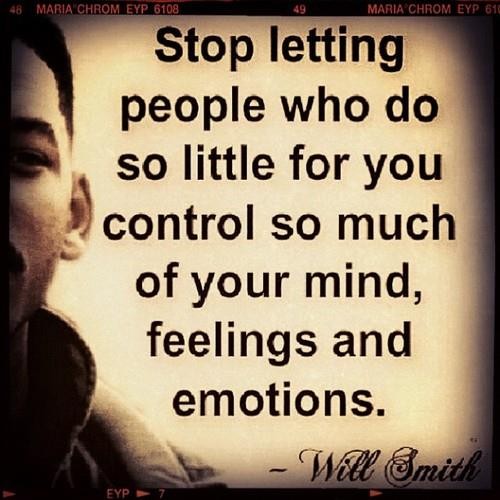 48 MARIA CHROM EYP 6108 49 MARIA CHROM EYP 61
Stop letting
people who do
so little for you
control so much
of your mind,
feelings and
emotions.
~ Will Smith
EYP 7